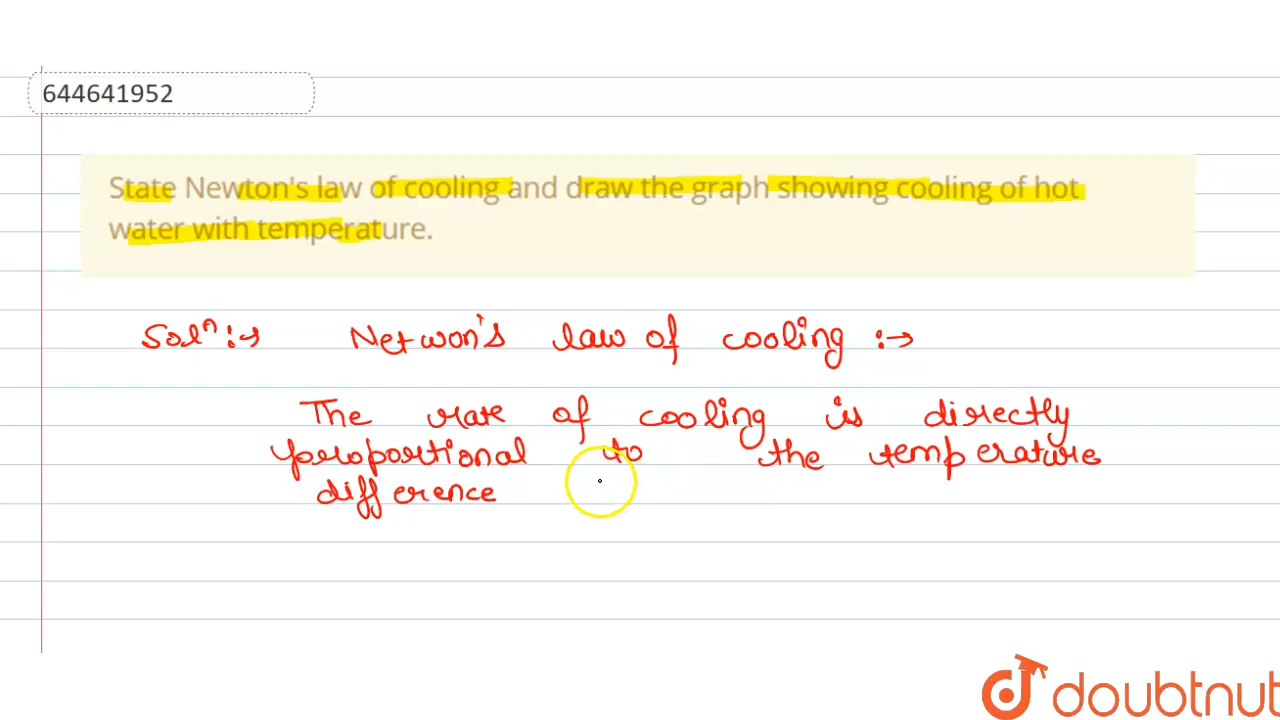 644641952
State Newton's law of cooling and draw the graph showing cooling of hot
water with temperature.
Solⁿ :→ Netwon's law of cooling :→
The rate of cooling is directly
proportional to the temperature
difference
doubtnut